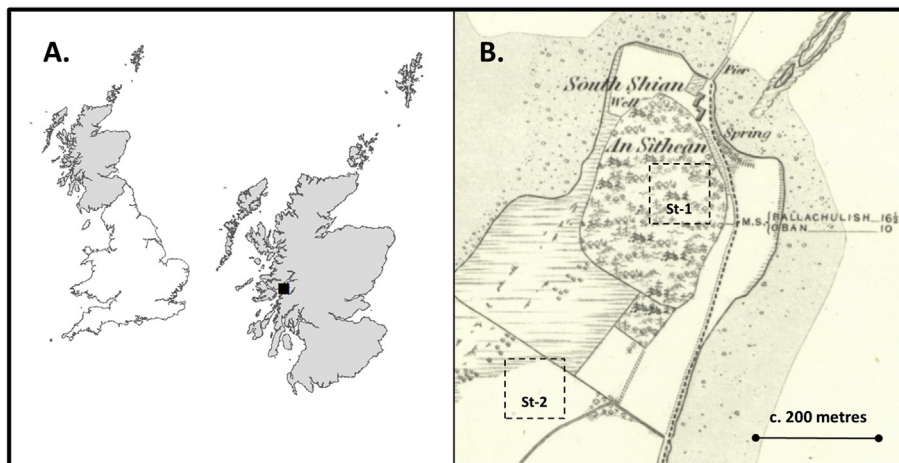 A.
B.
Pier
South Shian
Well
Spring
An Sithean
St-1
M.S. { BALLACHULISH 16½
OBAN 10
St-2
c. 200 metres